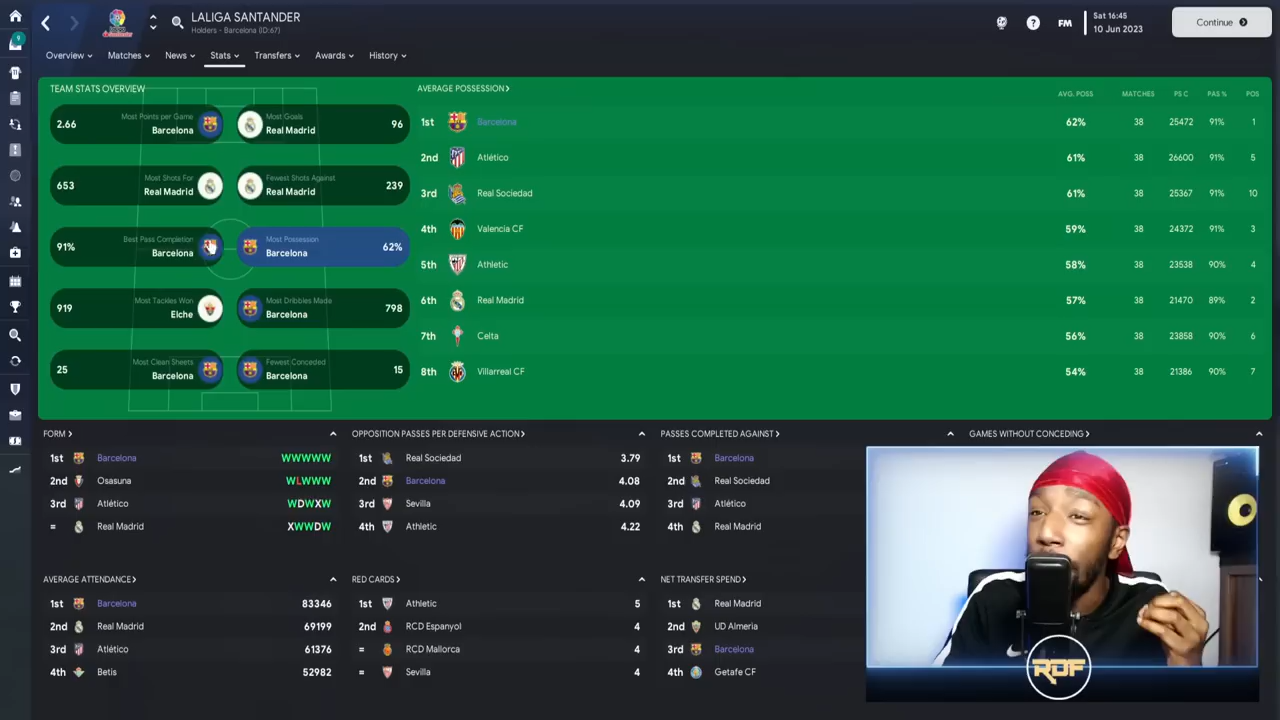 LALIGA SANTANDER
Holders - Barcelona (ID:67)
9
FM
Sat 16:45
10 Jun 2023
Continue
Overview
Matches
News
Stats
Transfers
Awards
History
TEAM STATS OVERVIEW
2.66 Most Points per Game Barcelona
Most Goals Real Madrid 96
653 Most Shots For Real Madrid
Fewest Shots Against Real Madrid 239
91% Best Pass Completion Barcelona
Most Possession Barcelona 62%
919 Most Tackles Won Elche
Most Dribbles Made Barcelona 798
25 Most Clean Sheets Barcelona
Fewest Conceded Barcelona 15
AVERAGE POSSESSION
AVG. POSS MATCHES PS C PAS % POS
1st Barcelona 62% 38 25472 91% 1
2nd Atlético 61% 38 26600 91% 5
3rd Real Sociedad 61% 38 25367 91% 10
4th Valencia CF 59% 38 24372 91% 3
5th Athletic 58% 38 23538 90% 4
6th Real Madrid 57% 38 21470 89% 2
7th Celta 56% 38 23858 90% 6
8th Villarreal CF 54% 38 21386 90% 7
FORM
1st Barcelona WWWWW
2nd Osasuna WLWWW
3rd Atlético WDWXW
= Real Madrid XWWDW
OPPOSITION PASSES PER DEFENSIVE ACTION
1st Real Sociedad 3.79
2nd Barcelona 4.08
3rd Sevilla 4.09
4th Athletic 4.22
PASSES COMPLETED AGAINST
1st Barcelona
2nd Real Sociedad
3rd Atlético
4th Real Madrid
GAMES WITHOUT CONCEDING
AVERAGE ATTENDANCE
1st Barcelona 83346
2nd Real Madrid 69199
3rd Atlético 61376
4th Betis 52982
RED CARDS
1st Athletic 5
2nd RCD Espanyol 4
= RCD Mallorca 4
= Sevilla 4
NET TRANSFER SPEND
1st Real Madrid
2nd UD Almería
3rd Barcelona
4th Getafe CF
RDF